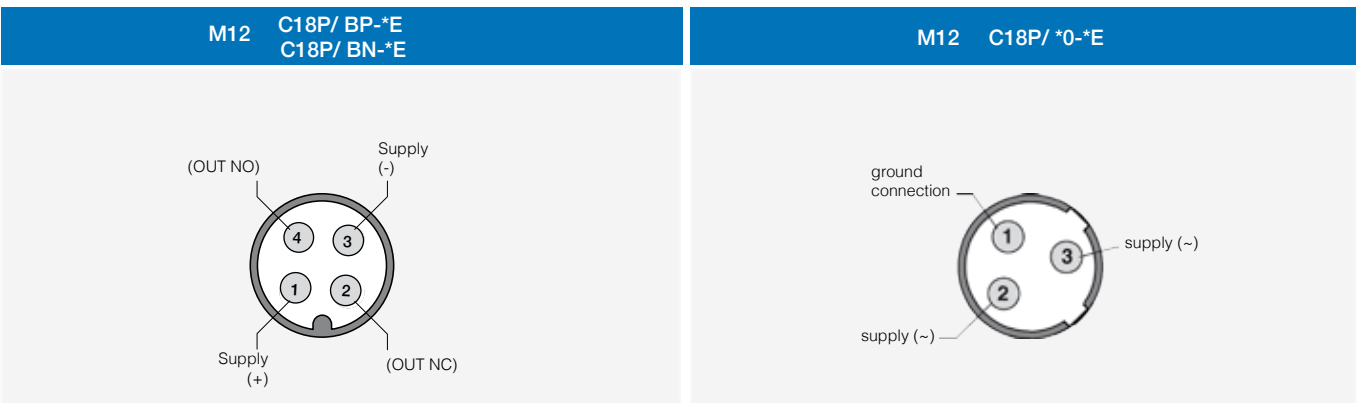 M12 C18P/ BP-*E
C18P/ BN-*E
(OUT NO)
Supply
(-)
4
3
1
2
Supply
(+)
(OUT NC)
M12 C18P/ *0-*E
ground
connection
1
supply (~)
3
2
supply (~)